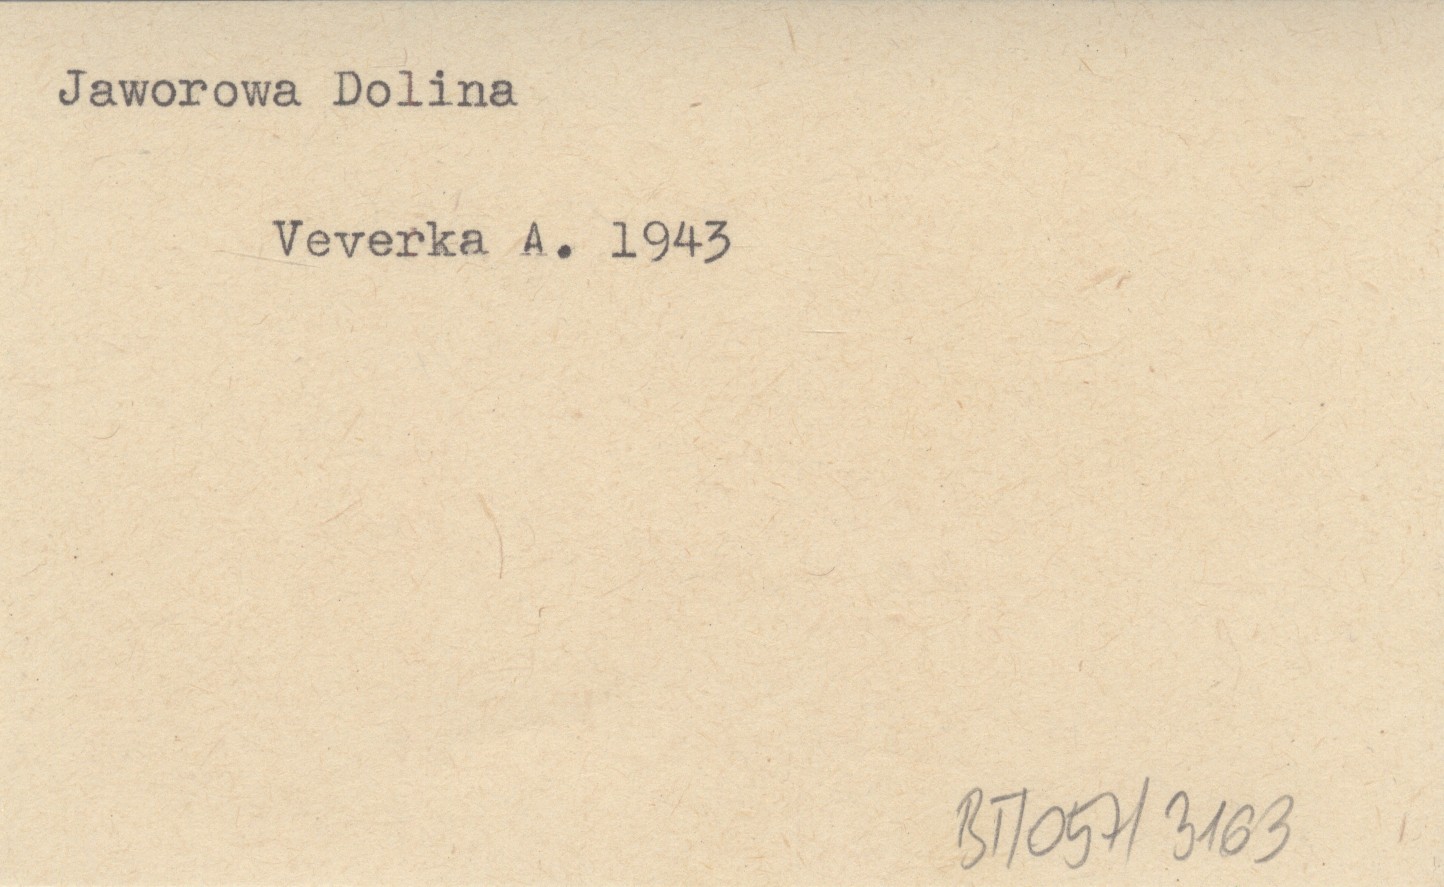 Jaworowa Dolina
Veverka A. 1943
BT/057/3163